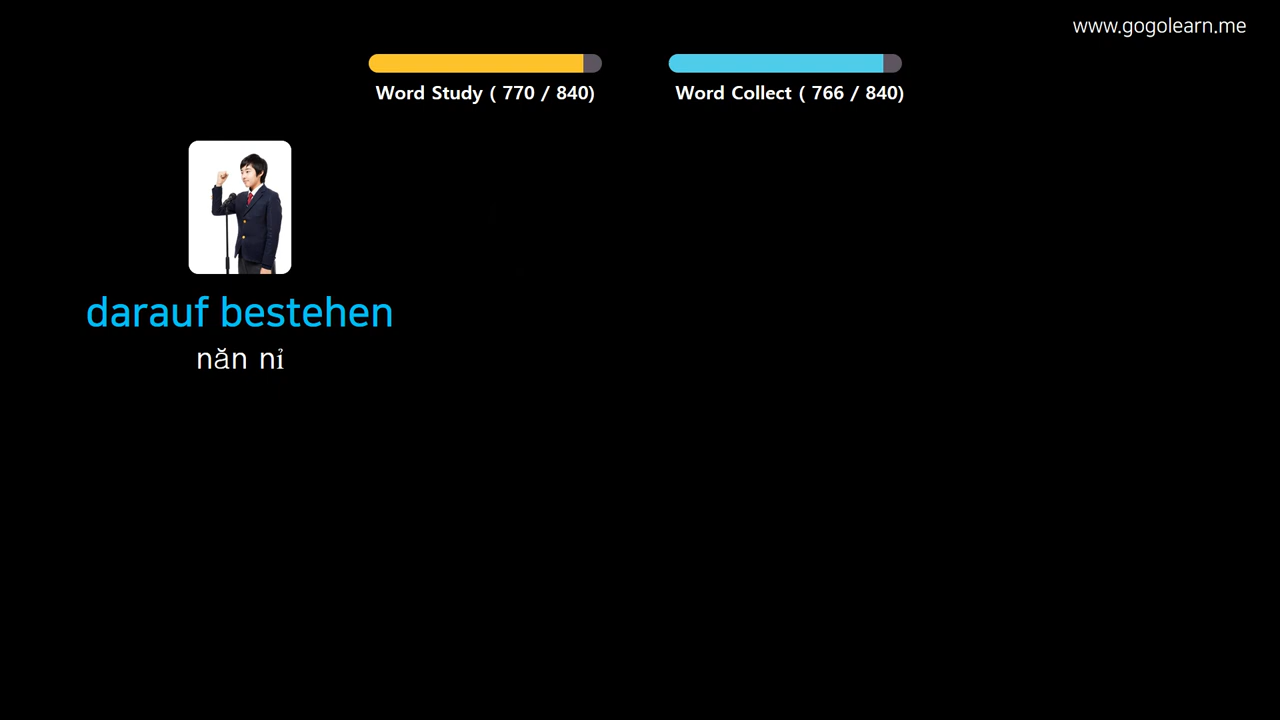 www.gogolearn.me
Word Study ( 770 / 840)
Word Collect ( 766 / 840)
darauf bestehen
năn nỉ